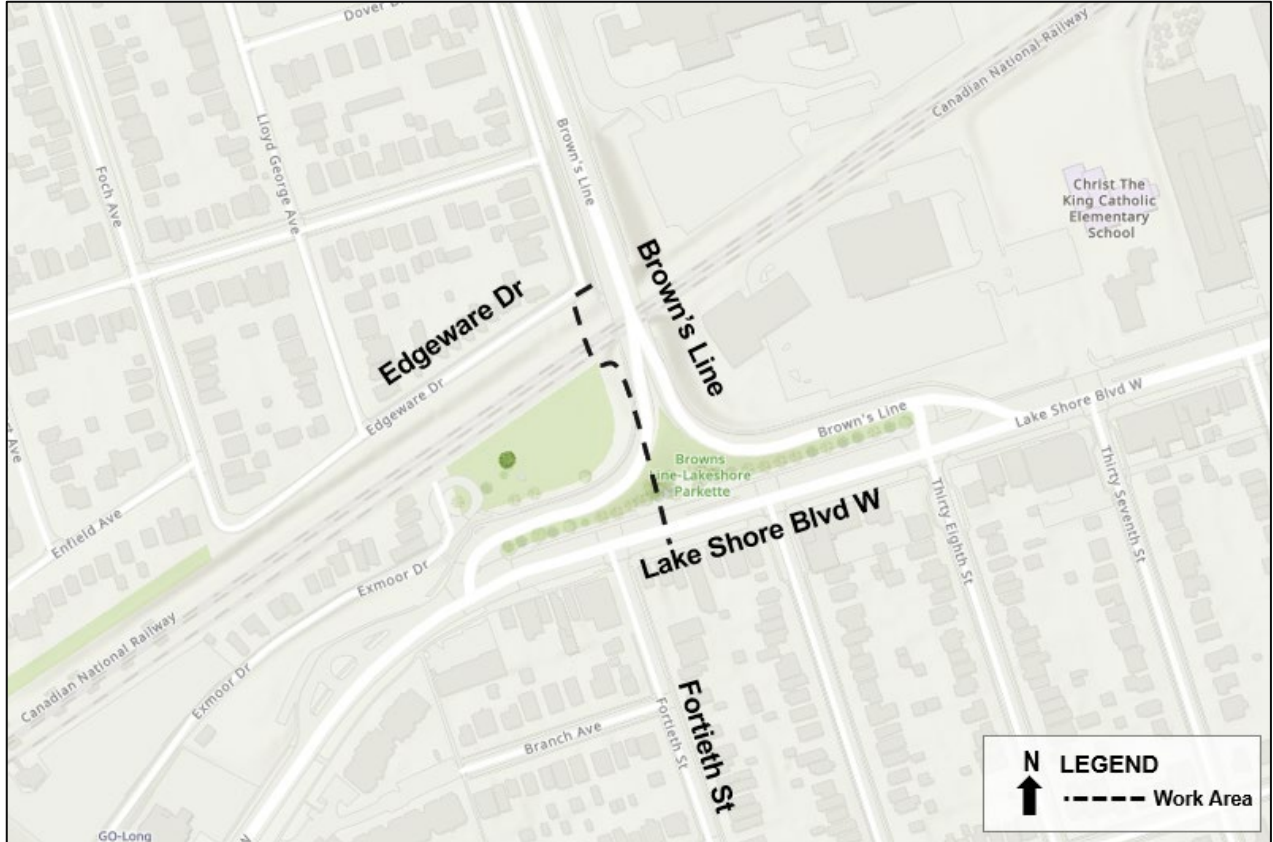 Dover
Brown's Line
Canadian National Railway
Foch Ave
Lloyd George Ave
Christ The
King Catholic
Elementary
School
Brown's Line
Edgeware Dr
Edgeware Dr
Brown's Line
Lake Shore Blvd W
Browns
Line-Lakeshore
Parkette
Lake Shore Blvd W
Thirty Eighth St
Thirty Seventh St
Ave
Enfield Ave
Exmoor Dr
Canadian National Railway
Exmoor Dr
Branch Ave
Fortieth St
Fortieth St
GO-Long
N LEGEND
Work Area